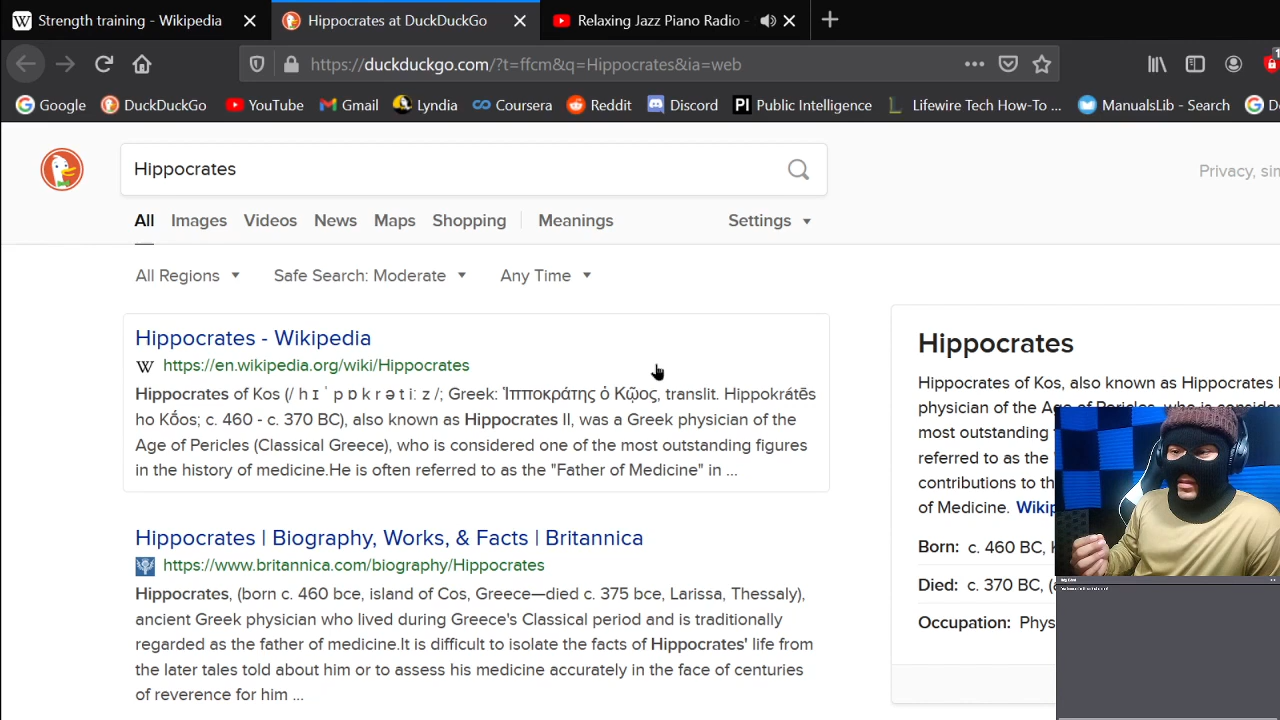 Strength training - Wikipedia
Hippocrates at DuckDuckGo
Relaxing Jazz Piano Radio -
https://duckduckgo.com/?t=ffcm&q=Hippocrates&ia=web
Google DuckDuckGo YouTube Gmail Lyndia Coursera Reddit Discord Public Intelligence Lifewire Tech How-To ... ManualsLib - Search
Hippocrates
Privacy,
All Images Videos News Maps Shopping Meanings Settings
All Regions Safe Search: Moderate Any Time
Hippocrates - Wikipedia
https://en.wikipedia.org/wiki/Hippocrates
Hippocrates of Kos (/ h ɪ ˈ p ɒ k r ə t iː z /; Greek: Ἱπποκράτης ὁ Κῷος, translit. Hippokrátēs
ho Kṓos; c. 460 - c. 370 BC), also known as Hippocrates II, was a Greek physician of the
Age of Pericles (Classical Greece), who is considered one of the most outstanding figures
in the history of medicine.He is often referred to as the "Father of Medicine" in ...
Hippocrates | Biography, Works, & Facts | Britannica
https://www.britannica.com/biography/Hippocrates
Hippocrates, (born c. 460 bce, island of Cos, Greece—died c. 375 bce, Larissa, Thessaly),
ancient Greek physician who lived during Greece's Classical period and is traditionally
regarded as the father of medicine.It is difficult to isolate the facts of Hippocrates' life from
the later tales told about him or to assess his medicine accurately in the face of centuries
of reverence for him ...
Hippocrates
Hippocrates of Kos, also known as Hippocrates
physician of the Age of
most outstanding
referred to as the
contributions to
of Medicine.
Born: c. 460 BC,
Died: c. 370 BC,
Occupation: